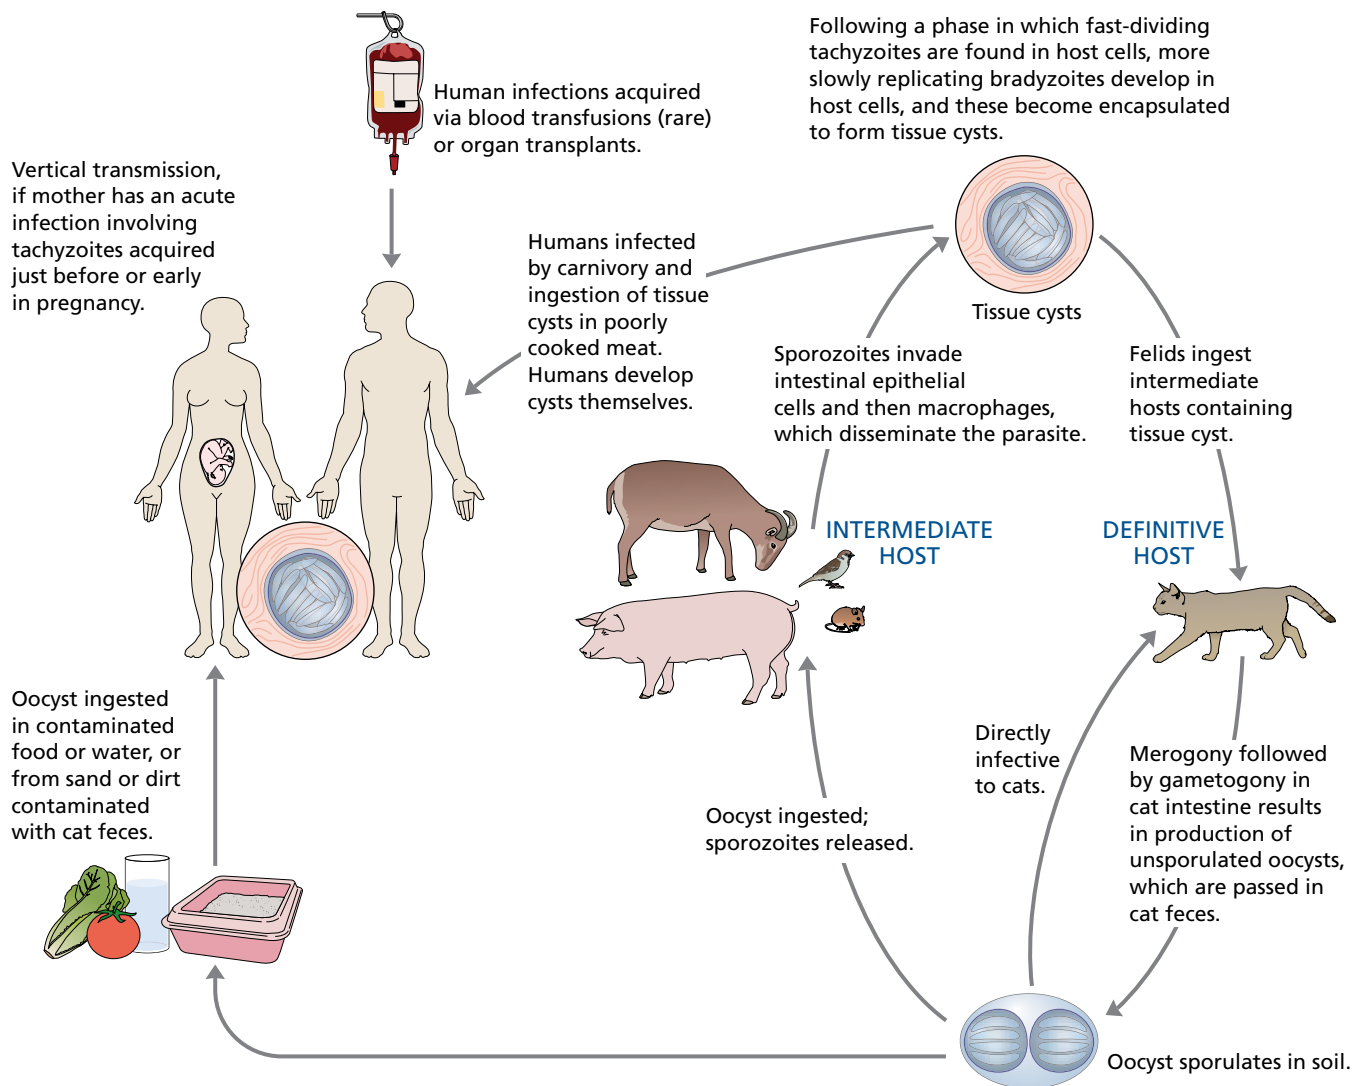 Following a phase in which fast-dividing
tachyzoites are found in host cells, more
slowly replicating bradyzoites develop in
host cells, and these become encapsulated
to form tissue cysts.
Human infections acquired
via blood transfusions (rare)
or organ transplants.
Vertical transmission,
if mother has an acute
infection involving
tachyzoites acquired
just before or early
in pregnancy.
Humans infected
by carnivory and
ingestion of tissue
cysts in poorly
cooked meat.
Humans develop
cysts themselves.
Tissue cysts
Sporozoites invade
intestinal epithelial
cells and then macrophages,
which disseminate the parasite.
Felids ingest
intermediate
hosts containing
tissue cyst.
INTERMEDIATE
HOST
DEFINITIVE
HOST
Oocyst ingested
in contaminated
food or water, or
from sand or dirt
contaminated
with cat feces.
Oocyst ingested;
sporozoites released.
Directly
infective
to cats.
Merogony followed
by gametogony in
cat intestine results
in production of
unsporulated oocysts,
which are passed in
cat feces.
Oocyst sporulates in soil.